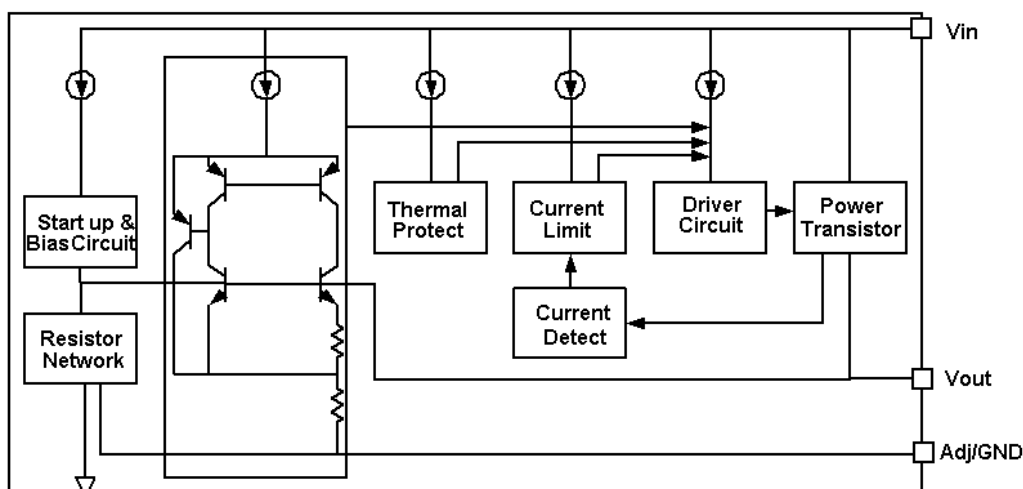 Vin
Start up &
Bias Circuit
Thermal
Protect
Current
Limit
Driver
Circuit
Power
Transistor
Resistor
Network
Current
Detect
Vout
Adj/GND